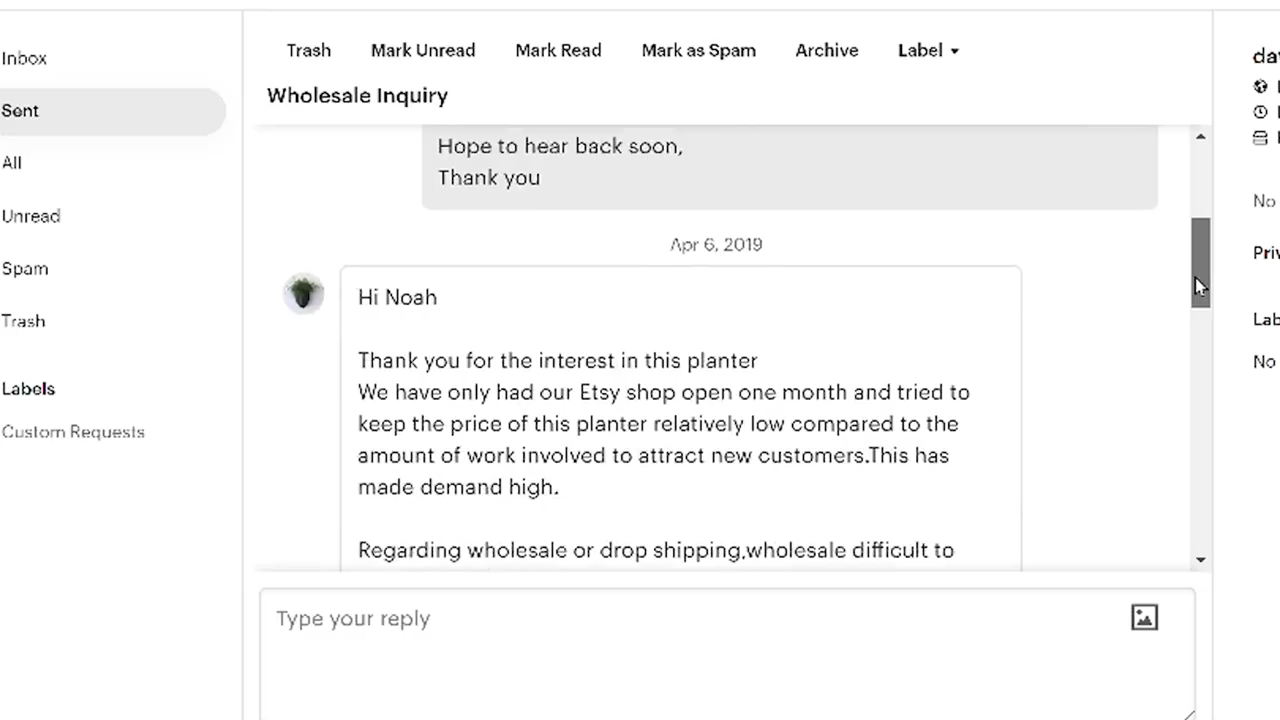 Inbox
Sent
All
Unread
Spam
Trash
Labels
Custom Requests
Trash Mark Unread Mark Read Mark as Spam Archive Label
Wholesale Inquiry
Hope to hear back soon,
Thank you
Apr 6, 2019
Hi Noah
Thank you for the interest in this planter
We have only had our Etsy shop open one month and tried to
keep the price of this planter relatively low compared to the
amount of work involved to attract new customers.This has
made demand high.
Regarding wholesale or drop shipping,wholesale difficult to
Type your reply
No
No